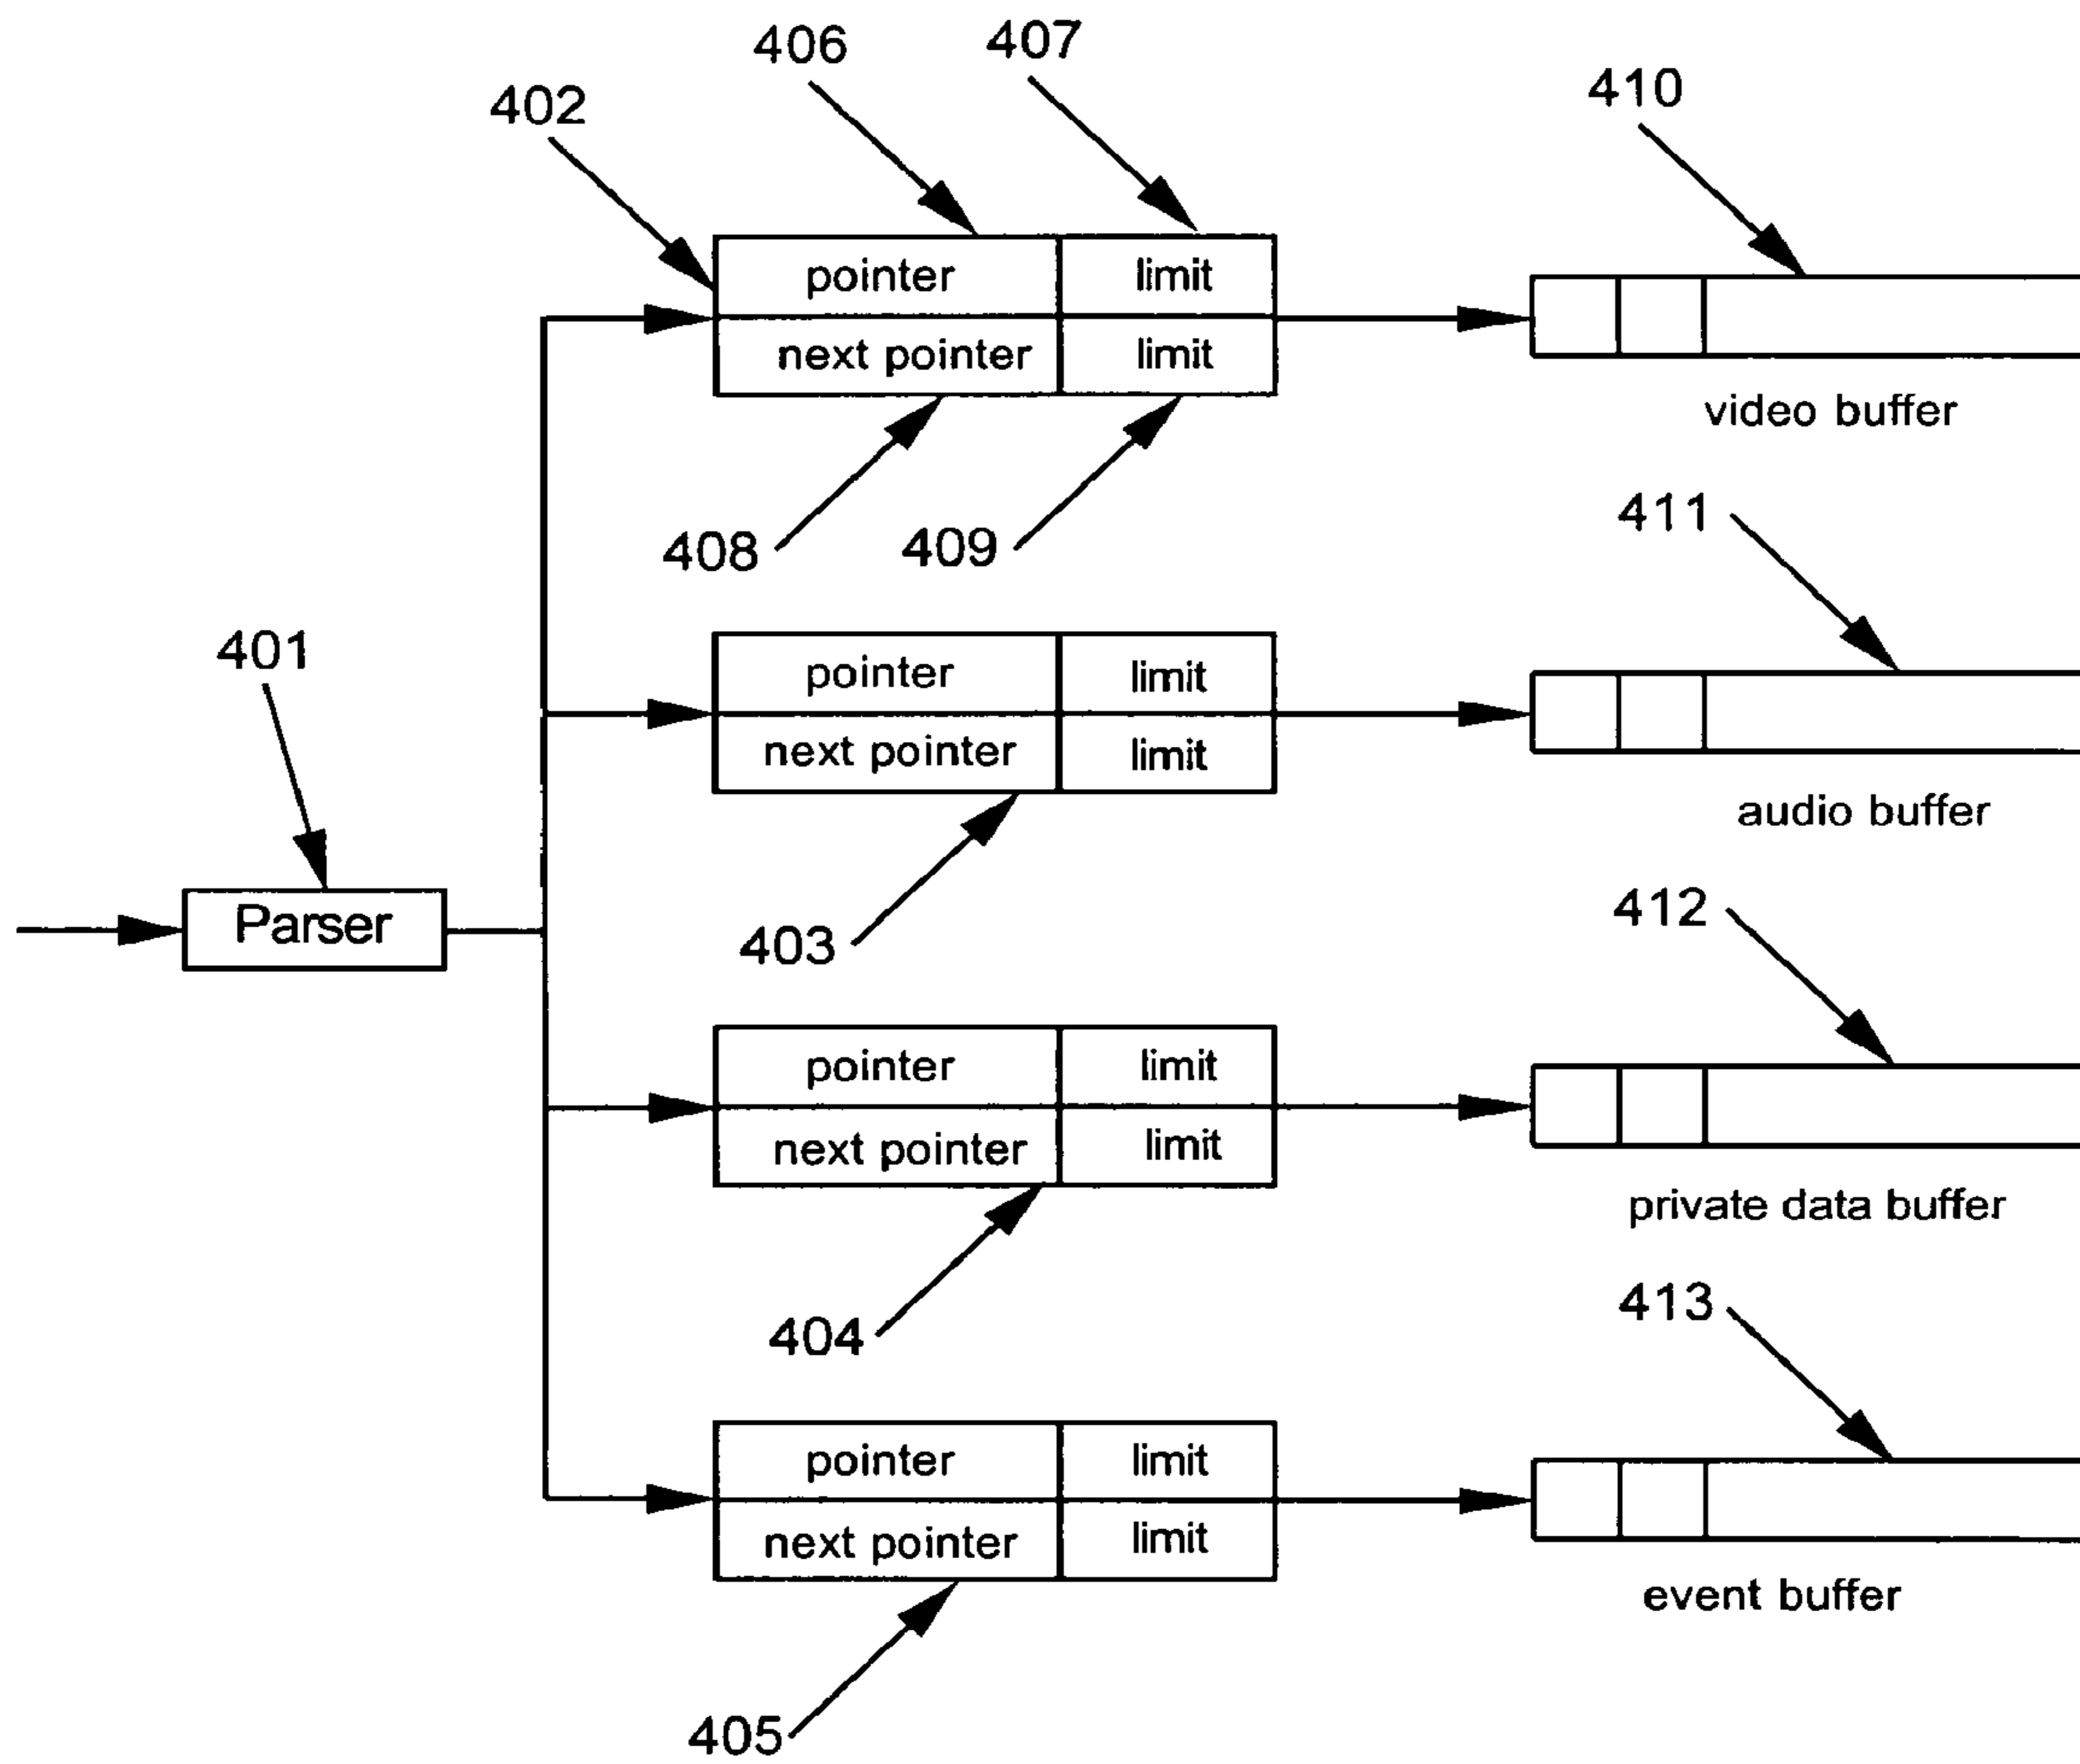 406
407
402
410
pointer
limit
next pointer
limit
video buffer
408
409
411
401
pointer
limit
next pointer
limit
audio buffer
403
412
Parser
pointer
limit
next pointer
limit
private data buffer
404
413
pointer
limit
next pointer
limit
event buffer
405